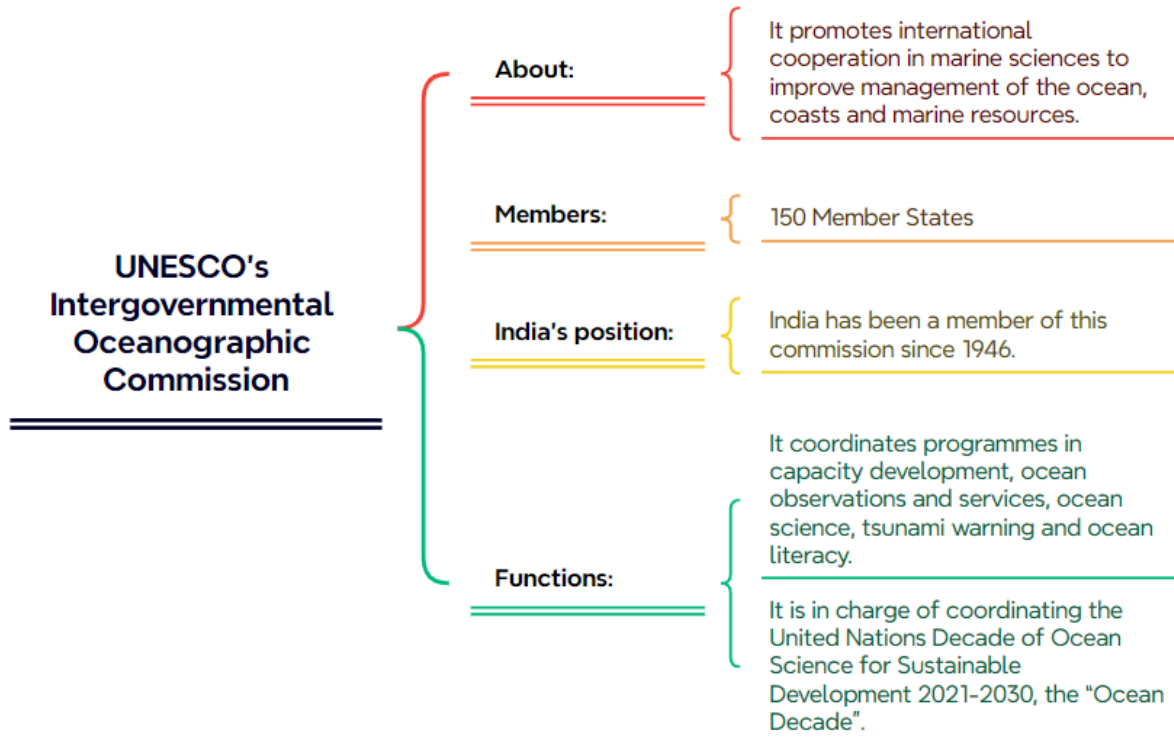 UNESCO's
Intergovernmental
Oceanographic
Commission
About:
It promotes international
cooperation in marine sciences to
improve management of the ocean,
coasts and marine resources.
Members:
150 Member States
India's position:
India has been a member of this
commission since 1946.
Functions:
It coordinates programmes in
capacity development, ocean
observations and services, ocean
science, tsunami warning and ocean
literacy.
It is in charge of coordinating the
United Nations Decade of Ocean
Science for Sustainable
Development 2021-2030, the "Ocean
Decade".